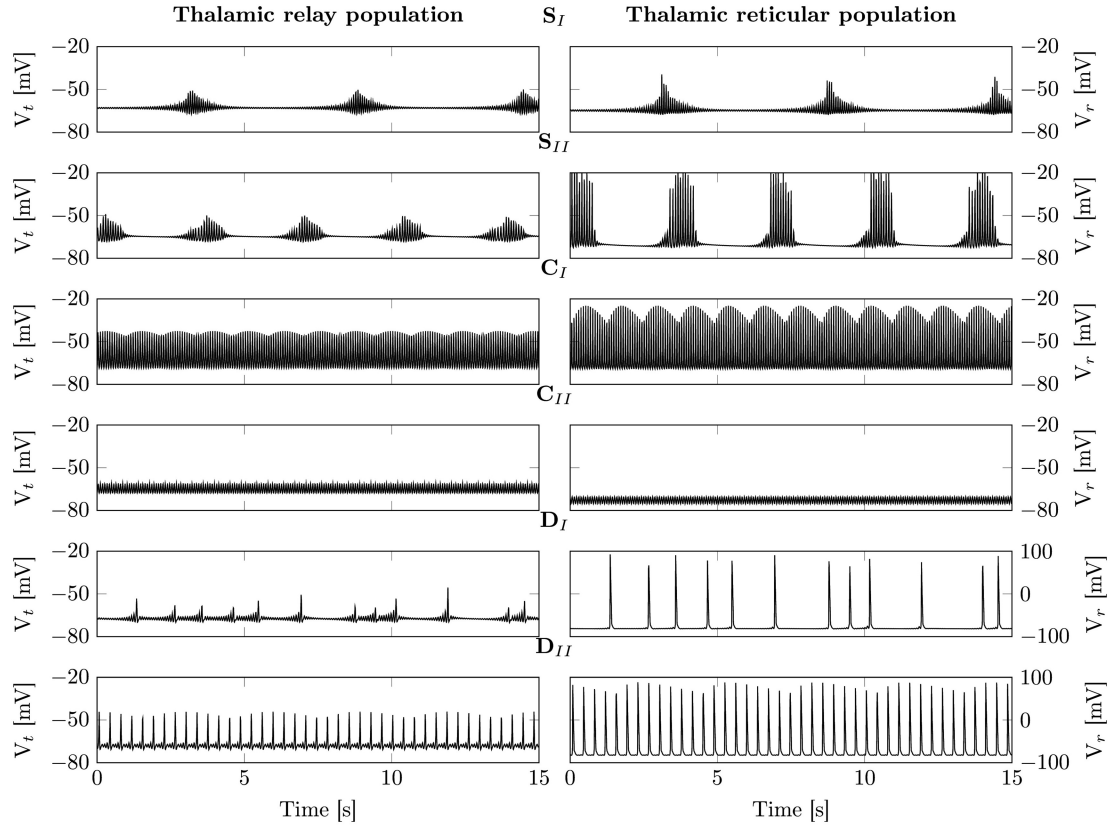 Thalamic relay population S_I Thalamic reticular population
−20 −20
V_t [mV] −50 −50 V_r [mV]
−80 −80
S_II
−20 −20
V_t [mV] −50 −50 V_r [mV]
−80 −80
C_I
−20 −20
V_t [mV] −50 −50 V_r [mV]
−80 −80
C_II
−20 −20
V_t [mV] −50 −50 V_r [mV]
−80 −80
D_I
−20 100
V_t [mV] −50 0 V_r [mV]
−80 −100
D_II
−20 100
V_t [mV] −50 0 V_r [mV]
−80 −100
0 5 10 15 0 5 10 15
Time [s] Time [s]